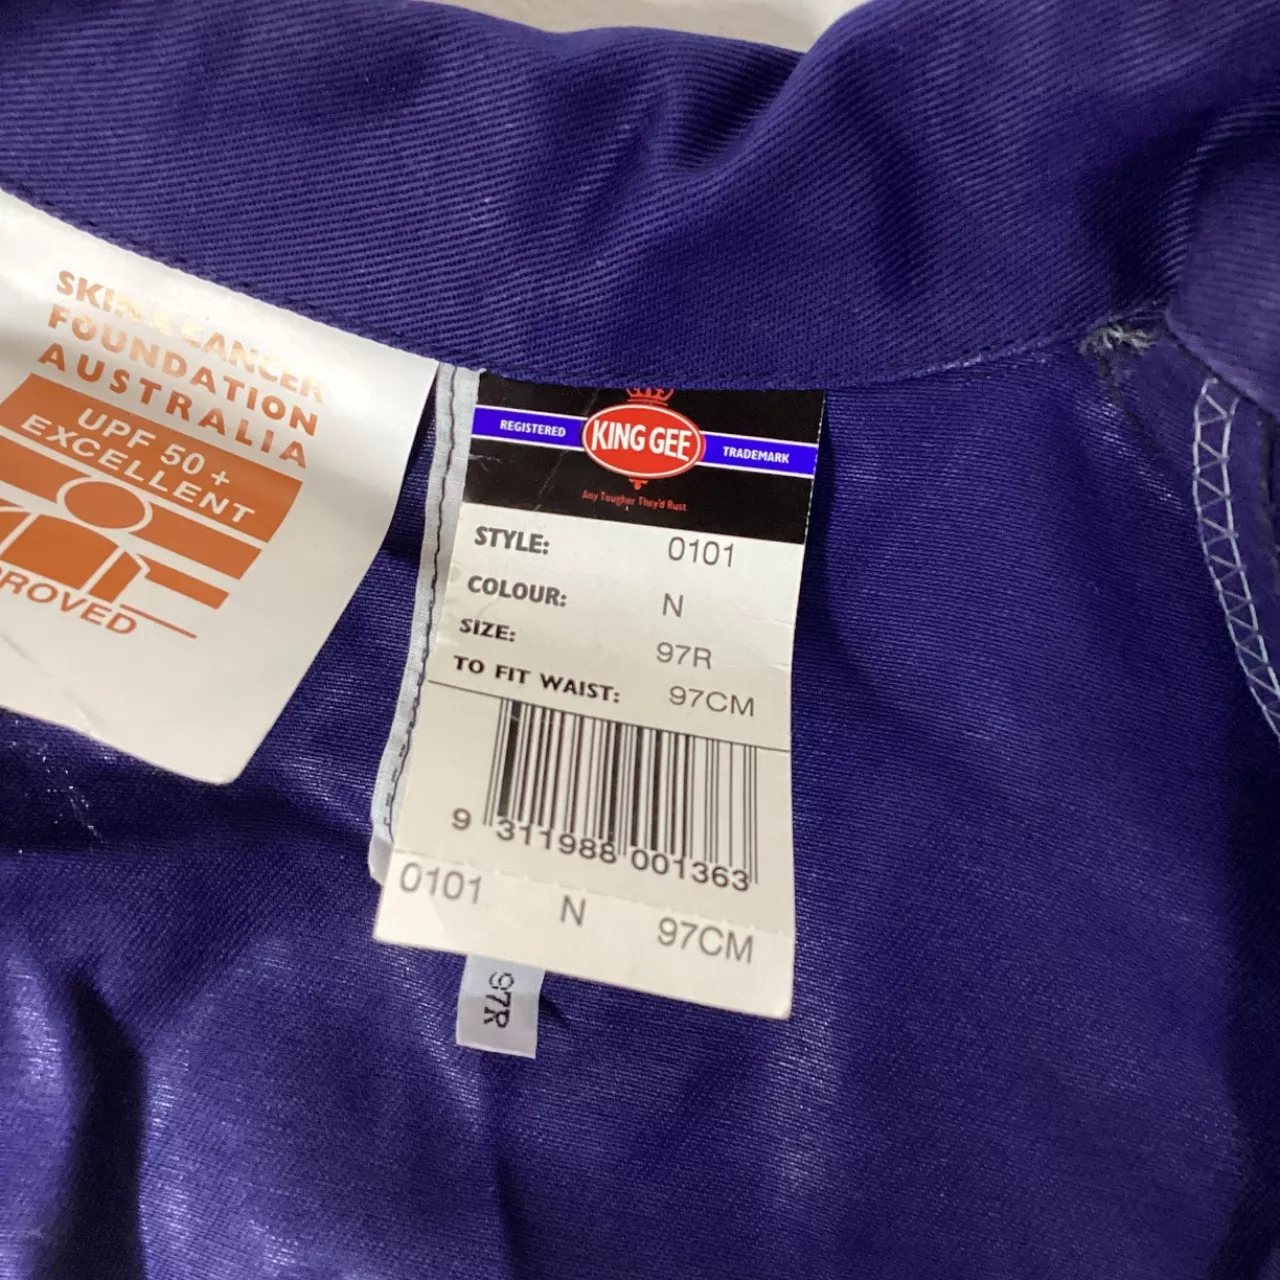 SKIN & CANCER
FOUNDATION
AUSTRALIA
UPF 50 +
EXCELLENT
PROVED
REGISTERED
KING GEE
TRADEMARK
Any Tougher They'd Rust
STYLE: 0101
COLOUR: N
SIZE: 97R
TO FIT WAIST: 97CM
9 311988 001363
0101 N 97CM
97R